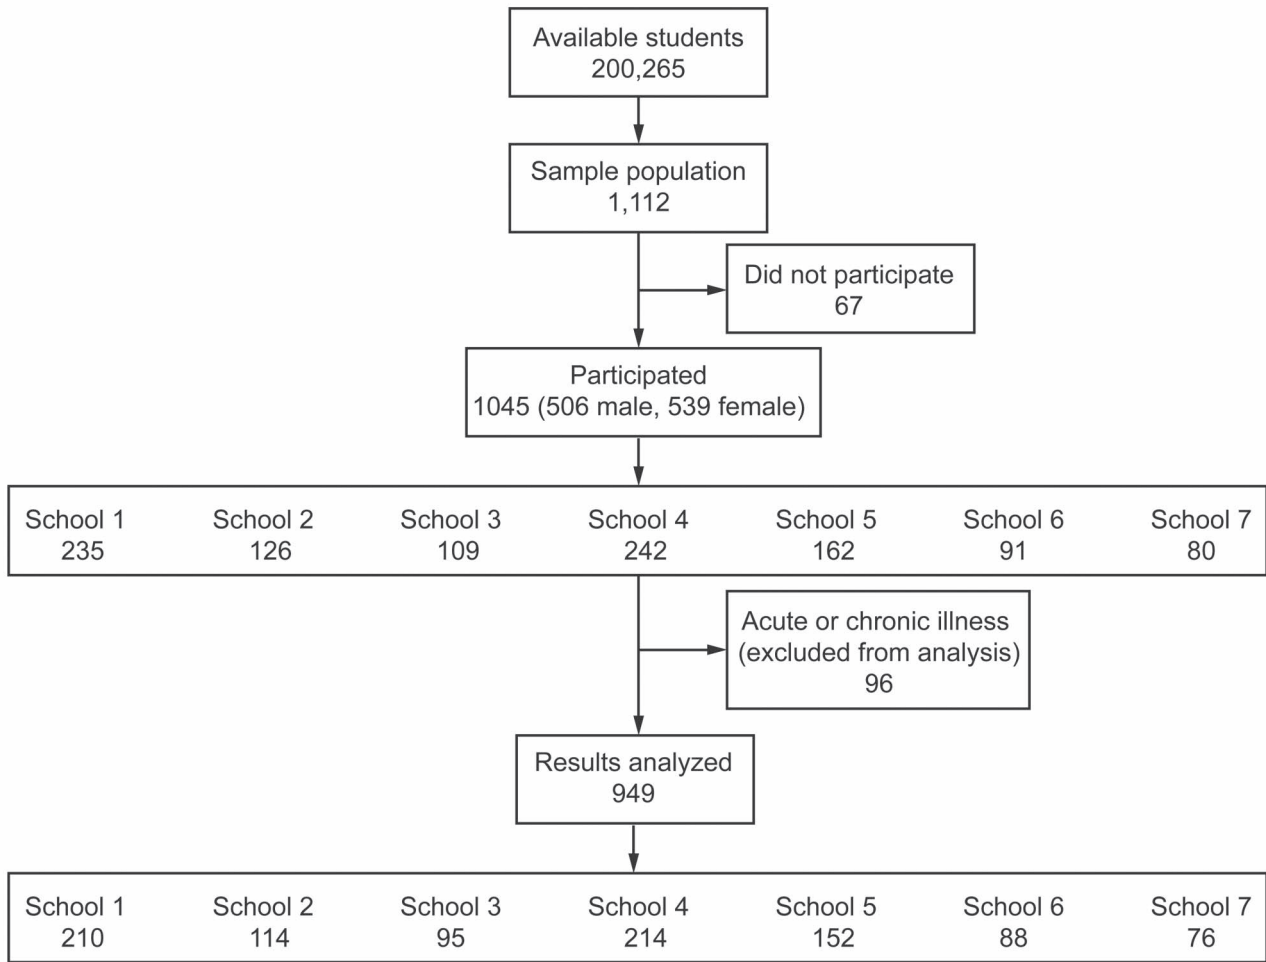 Available students
200,265
Sample population
1,112
Did not participate
67
Participated
1045 (506 male, 539 female)
School 1 School 2 School 3 School 4 School 5 School 6 School 7
235 126 109 242 162 91 80
Acute or chronic illness
(excluded from analysis)
96
Results analyzed
949
School 1 School 2 School 3 School 4 School 5 School 6 School 7
210 114 95 214 152 88 76